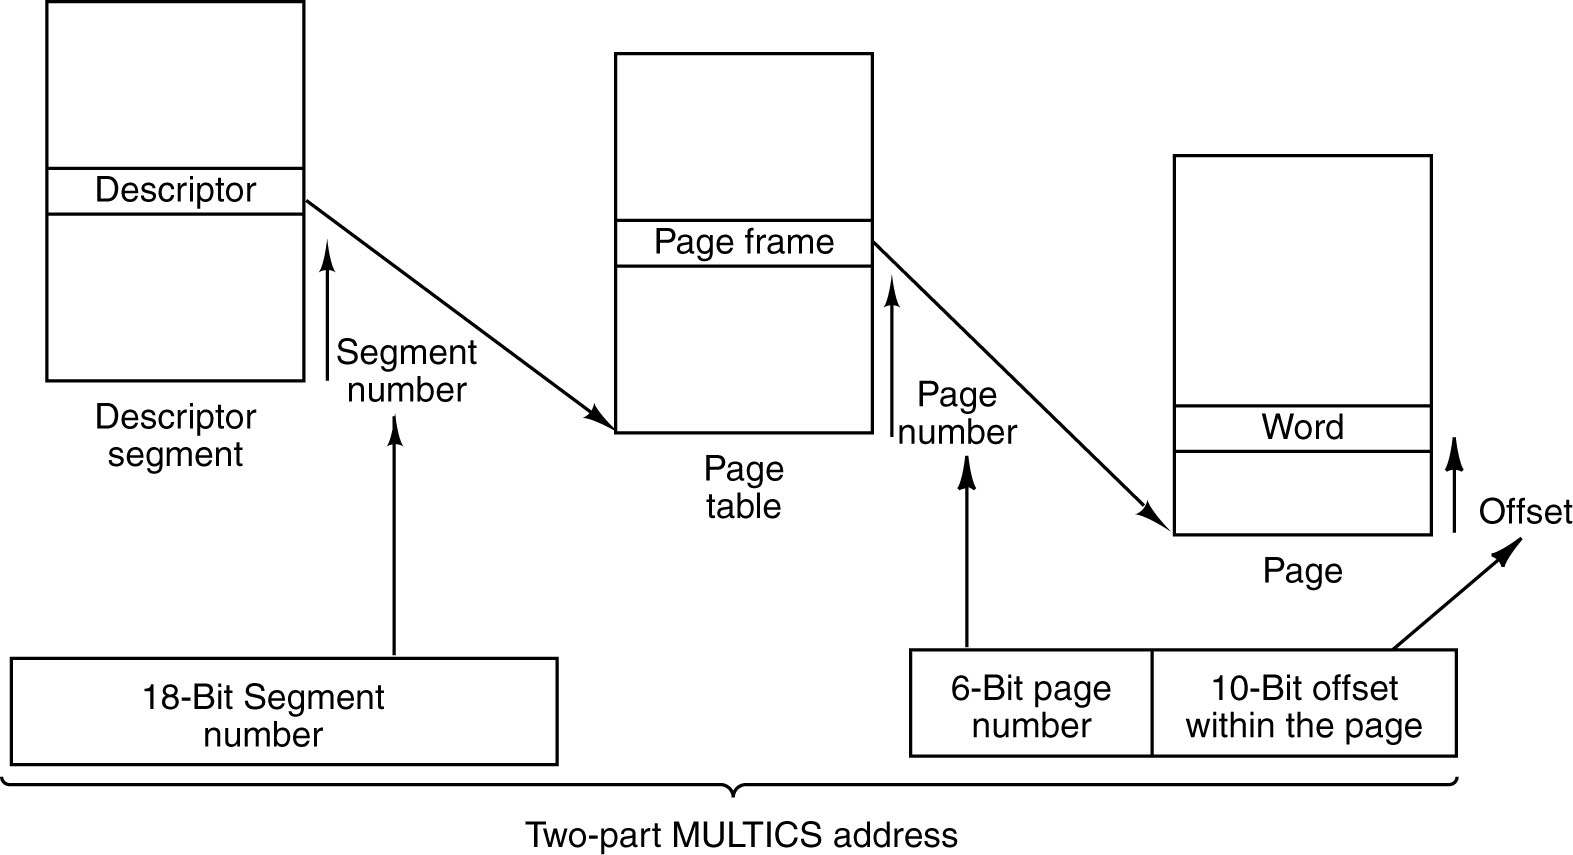 Descriptor
Descriptor
segment
Segment
number
Page frame
Page
table
Page
number
Word
Page
Offset
18-Bit Segment
number
6-Bit page
number
10-Bit offset
within the page
Two-part MULTICS address